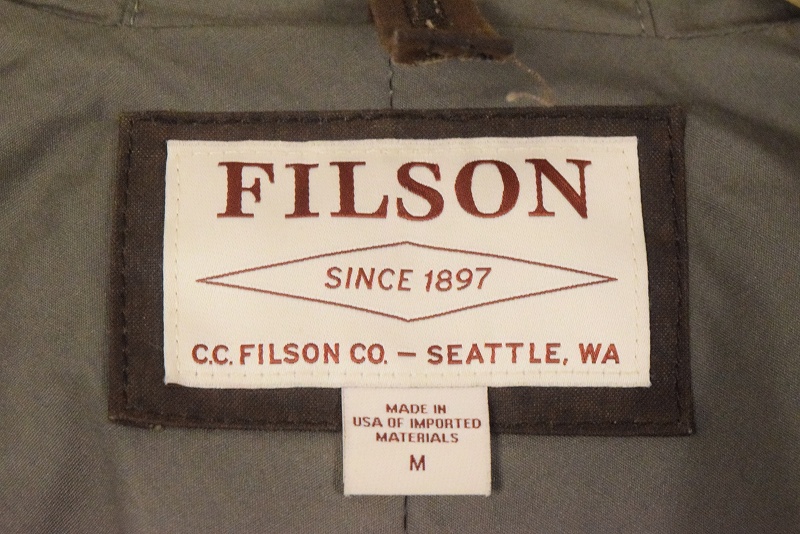 FILSON
SINCE 1897
C.C. FILSON CO. — SEATTLE, WA
MADE IN
USA OF IMPORTED
MATERIALS
M